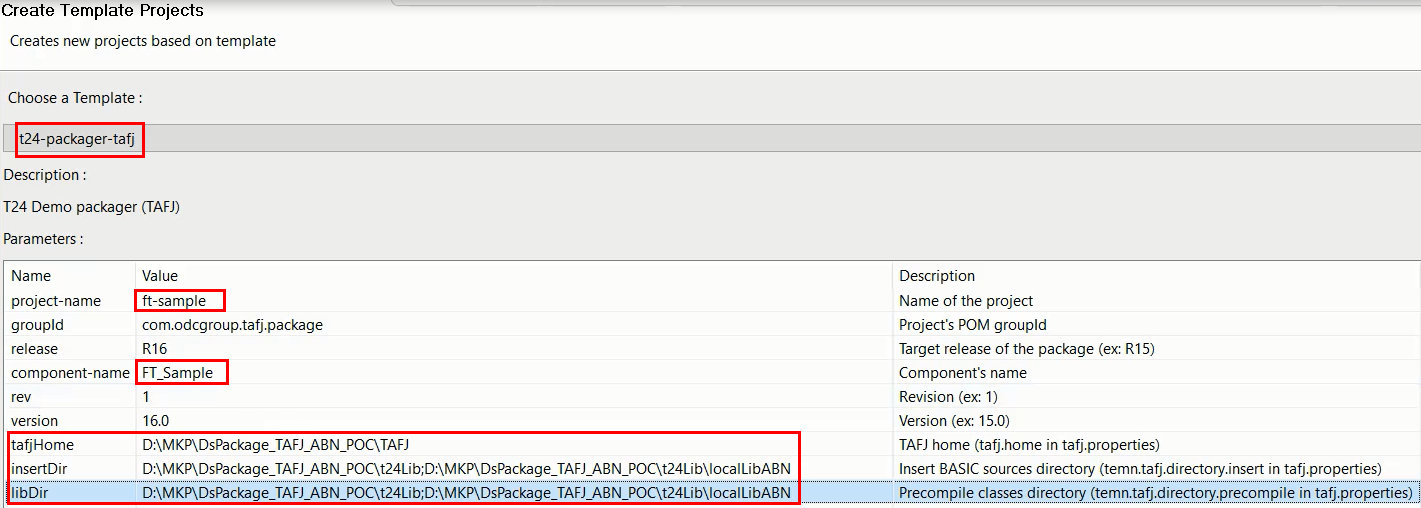 Create Template Projects
Creates new projects based on template
Choose a Template :
t24-packager-tafj
Description :
T24 Demo packager (TAFJ)
Parameters :
Name Value Description
project-name ft-sample Name of the project
groupId com.odcgroup.tafj.package Project's POM groupId
release R16 Target release of the package (ex: R15)
component-name FT_Sample Component's name
rev 1 Revision (ex: 1)
version 16.0 Version (ex: 15.0)
tafjHome D:\MKP\DsPackage_TAFJ_ABN_POC\TAFJ TAFJ home (tafj.home in tafj.properties)
insertDir D:\MKP\DsPackage_TAFJ_ABN_POC\t24Lib;D:\MKP\DsPackage_TAFJ_ABN_POC\t24Lib\localLibABN Insert BASIC sources directory (temn.tafj.directory.insert in tafj.properties)
libDir D:\MKP\DsPackage_TAFJ_ABN_POC\t24Lib;D:\MKP\DsPackage_TAFJ_ABN_POC\t24Lib\localLibABN Precompile classes directory (temn.tafj.directory.precompile in tafj.properties)